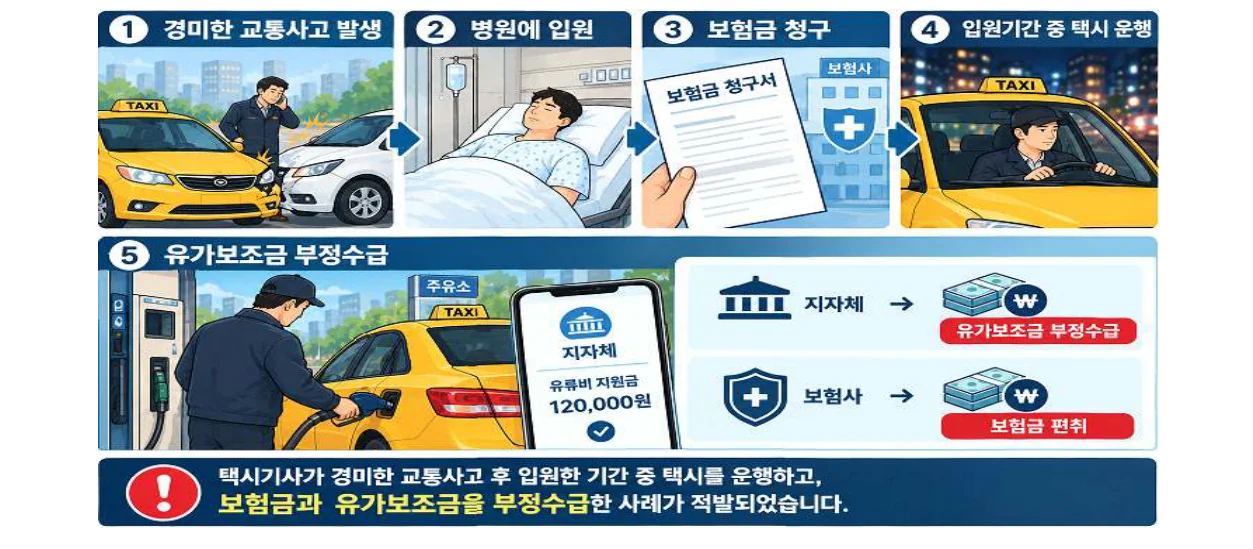 1 경미한 교통사고 발생
2 병원에 입원
3 보험금 청구
4 입원기간 중 택시 운행
TAXI
보험금 청구서
보험사
TAXI
5 유가보조금 부정수급
주유소
TAXI
지자체
유류비 지원금
120,000원
지자체 → ₩
유가보조금 부정수급
보험사 → ₩
보험금 편취
택시기사가 경미한 교통사고 후 입원한 기간 중 택시를 운행하고,
보험금과 유가보조금을 부정수급한 사례가 적발되었습니다.